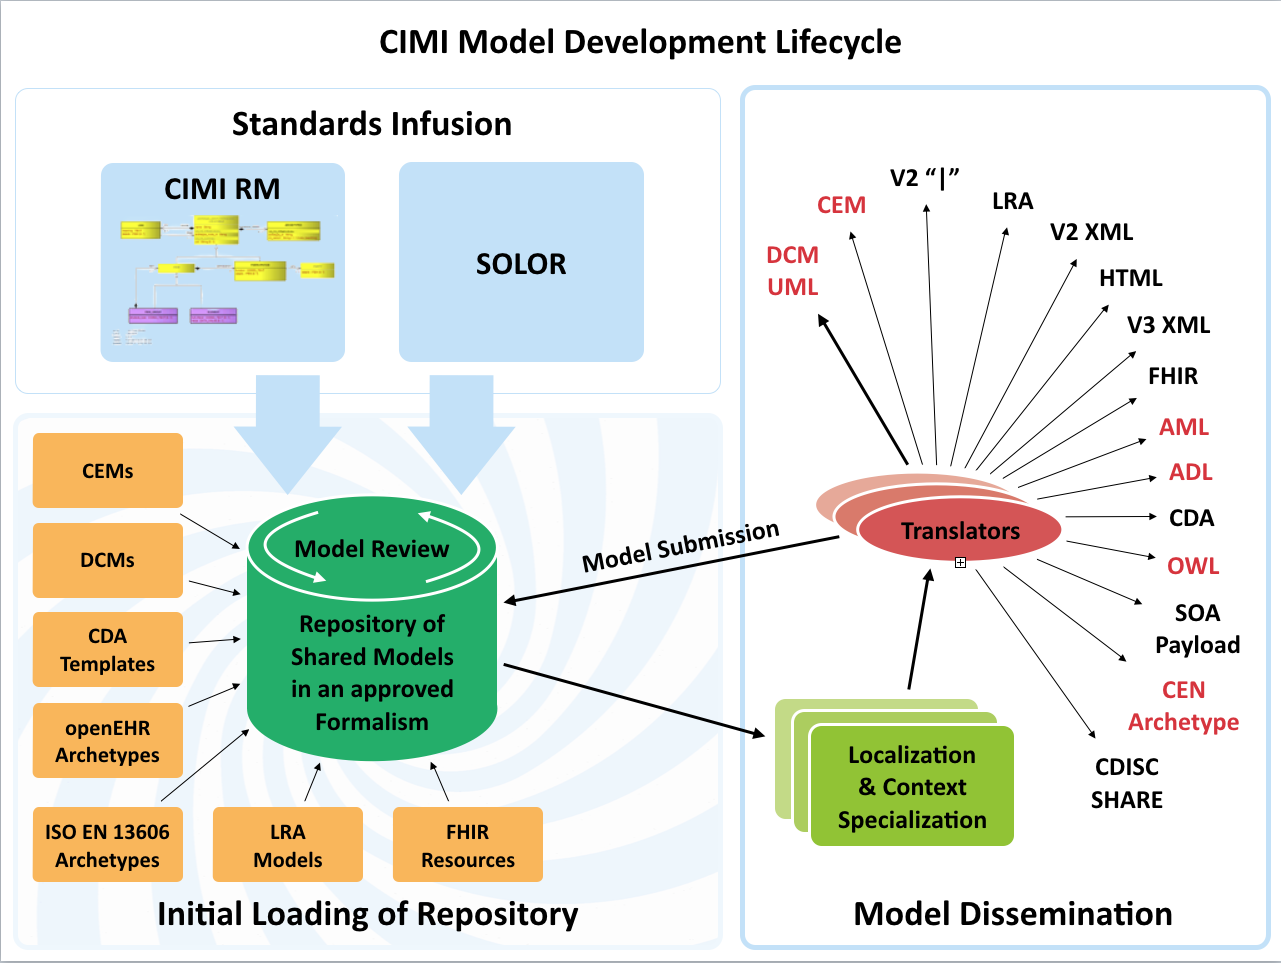 CIMI Model Development Lifecycle
Standards Infusion
CIMI RM
SOLOR
CEMs
DCMs
CDA
Templates
openEHR
Archetypes
ISO EN 13606
Archetypes
LRA
Models
FHIR
Resources
Model Review
Repository of
Shared Models
in an approved
Formalism
Initial Loading of Repository
Model Submission
DCM
UML
CEM
V2 “|”
LRA
V2 XML
HTML
V3 XML
FHIR
AML
ADL
CDA
OWL
SOA
Payload
CEN
Archetype
CDISC
SHARE
Translators
Localization
& Context
Specialization
Model Dissemination